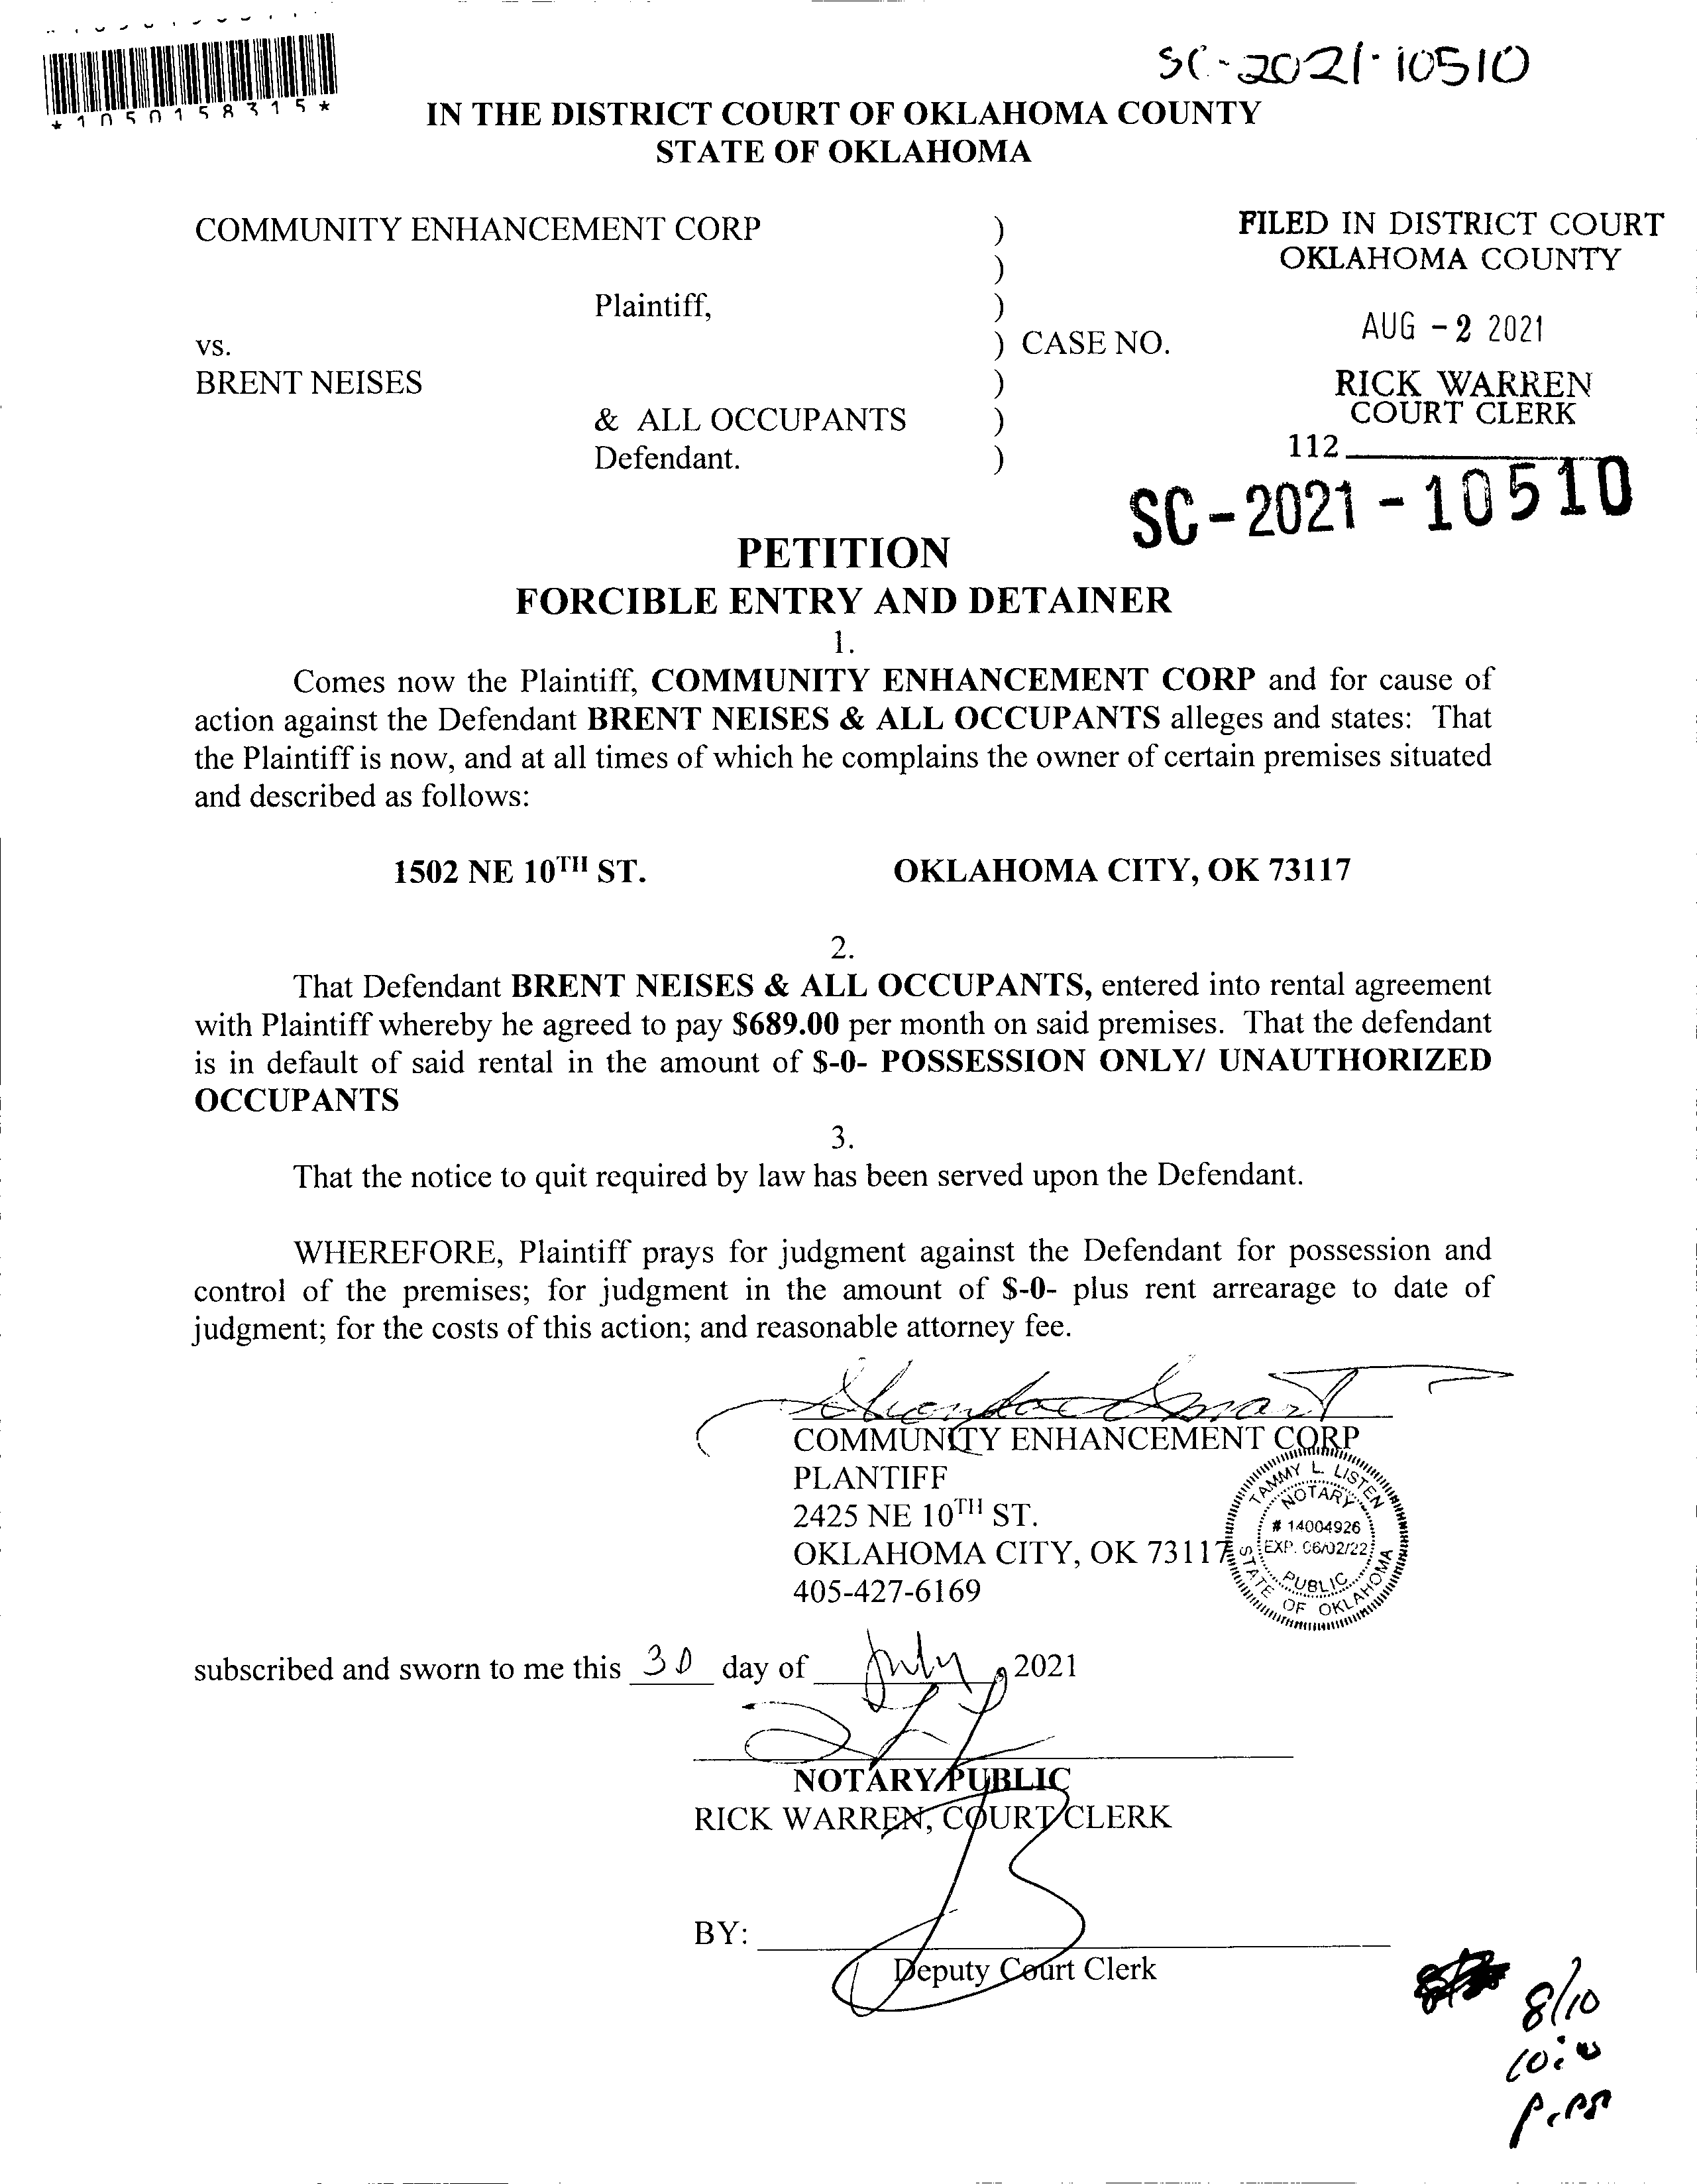 SC-2021-10510
*1050158315*
IN THE DISTRICT COURT OF OKLAHOMA COUNTY
STATE OF OKLAHOMA
COMMUNITY ENHANCEMENT CORP )
)
Plaintiff, )
vs. ) CASE NO.
BRENT NEISES )
& ALL OCCUPANTS )
Defendant. )
FILED IN DISTRICT COURT
OKLAHOMA COUNTY
AUG -2 2021
RICK WARREN
COURT CLERK
112
SC-2021-10510
PETITION
FORCIBLE ENTRY AND DETAINER
1.
Comes now the Plaintiff, COMMUNITY ENHANCEMENT CORP and for cause of
action against the Defendant BRENT NEISES & ALL OCCUPANTS alleges and states: That
the Plaintiff is now, and at all times of which he complains the owner of certain premises situated
and described as follows:
1502 NE 10TH ST. OKLAHOMA CITY, OK 73117
2.
That Defendant BRENT NEISES & ALL OCCUPANTS, entered into rental agreement
with Plaintiff whereby he agreed to pay $689.00 per month on said premises. That the defendant
is in default of said rental in the amount of $-0- POSSESSION ONLY/ UNAUTHORIZED
OCCUPANTS
3.
That the notice to quit required by law has been served upon the Defendant.
WHEREFORE, Plaintiff prays for judgment against the Defendant for possession and
control of the premises; for judgment in the amount of $-0- plus rent arrearage to date of
judgment; for the costs of this action; and reasonable attorney fee.
COMMUNITY ENHANCEMENT CORP
PLANTIFF
2425 NE 10TH ST.
OKLAHOMA CITY, OK 73117
405-427-6169
TAMMY L. LISTEN
NOTARY
# 14004926
EXP. 06/02/22
PUBLIC
STATE OF OKLAHOMA
subscribed and sworn to me this 30 day of July, 2021
NOTARY PUBLIC
RICK WARREN, COURT CLERK
BY:
Deputy Court Clerk
8/10